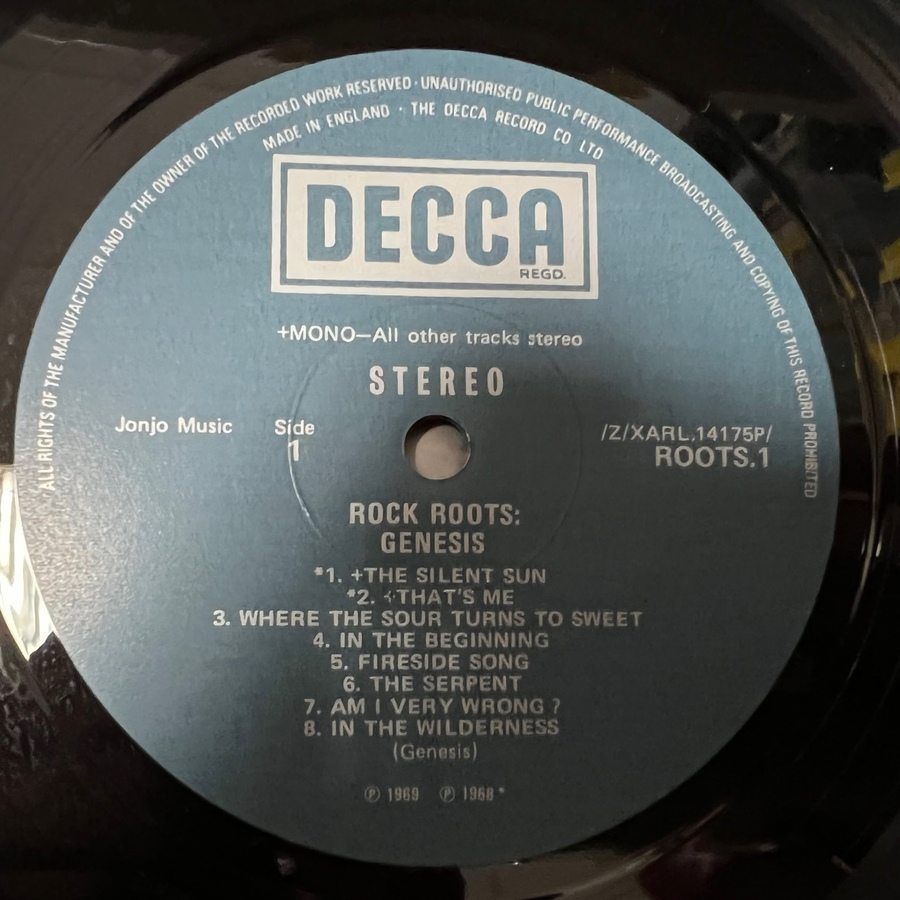 ALL RIGHTS OF THE MANUFACTURER AND OF THE OWNER OF THE RECORDED WORK RESERVED · UNAUTHORISED PUBLIC PERFORMANCE BROADCASTING AND COPYING OF THIS RECORD PROHIBITED
MADE IN ENGLAND · THE DECCA RECORD CO LTD
DECCA
REGD.
+MONO—All other tracks stereo
STEREO
Jonjo Music
Side
1
/Z/XARL.14175P/
ROOTS.1
ROCK ROOTS:
GENESIS
*1. +THE SILENT SUN
*2. +THAT'S ME
3. WHERE THE SOUR TURNS TO SWEET
4. IN THE BEGINNING
5. FIRESIDE SONG
6. THE SERPENT
7. AM I VERY WRONG ?
8. IN THE WILDERNESS
(Genesis)
Ⓟ 1969 Ⓟ 1968 *